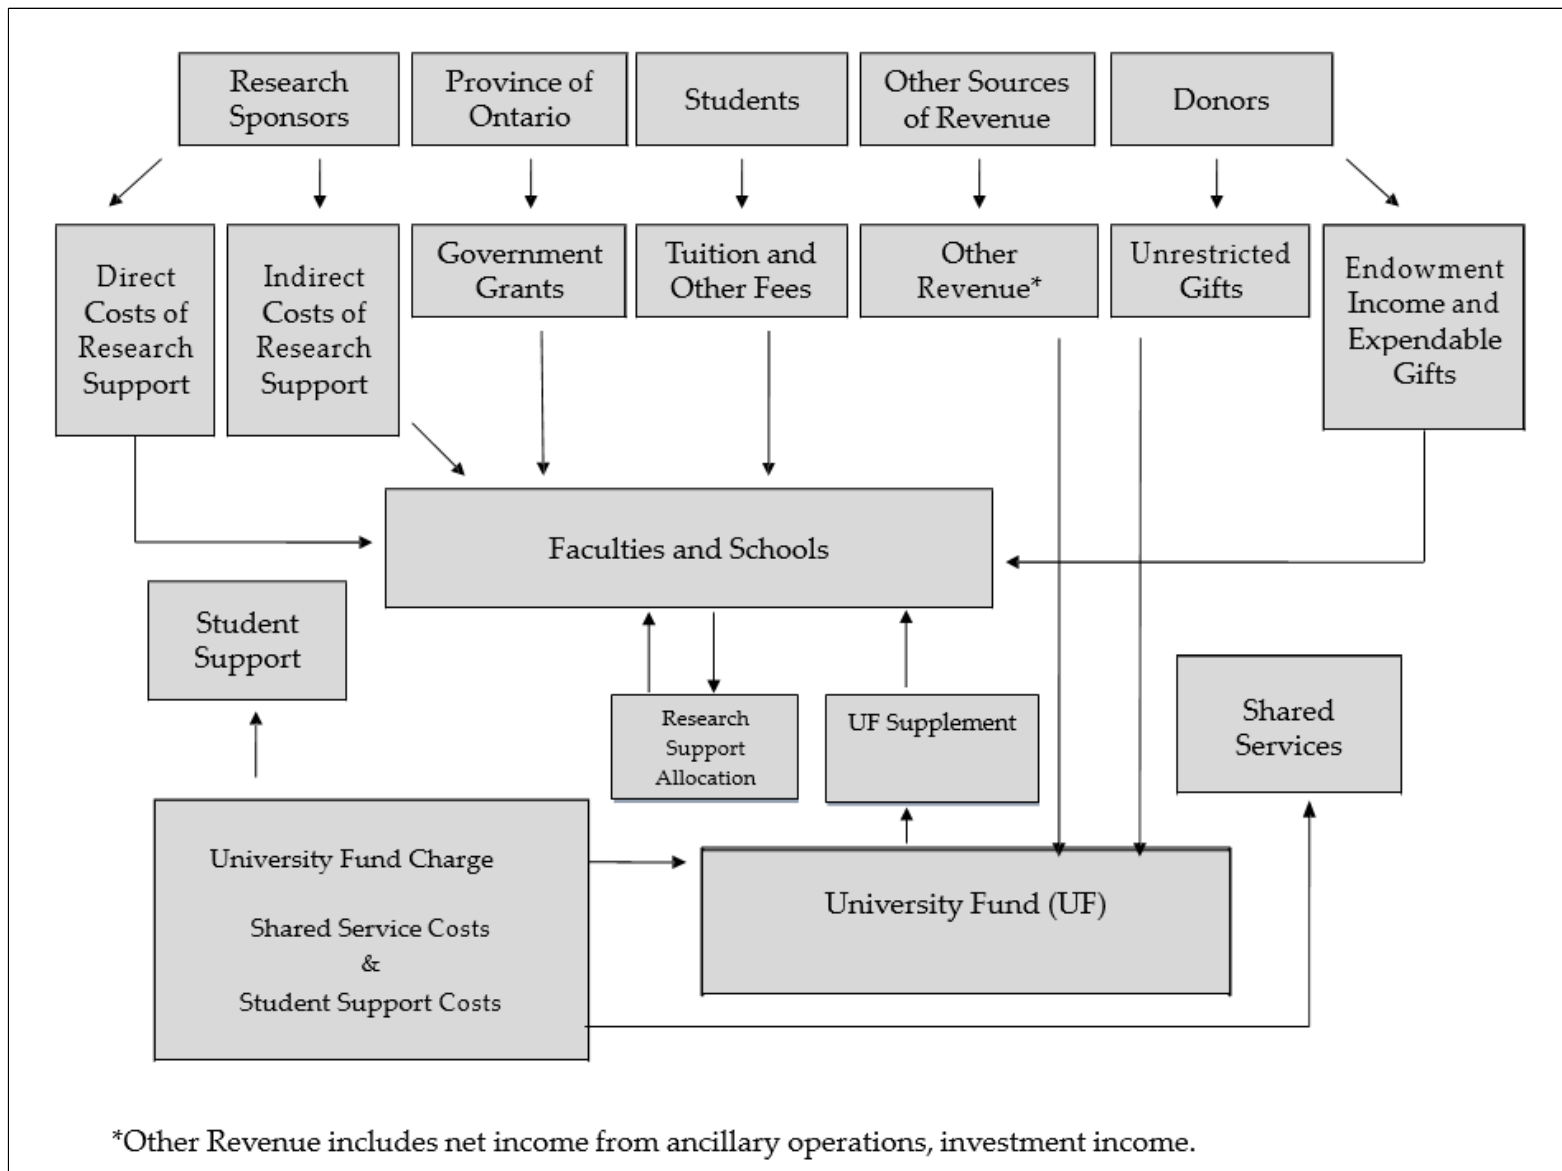 Research
Sponsors
Province of
Ontario
Students
Other Sources
of Revenue
Donors
Direct
Costs of
Research
Support
Indirect
Costs of
Research
Support
Government
Grants
Tuition and
Other Fees
Other
Revenue*
Unrestricted
Gifts
Endowment
Income and
Expendable
Gifts
Faculties and Schools
Student
Support
Research
Support
Allocation
UF Supplement
Shared
Services
University Fund Charge
Shared Service Costs
&
Student Support Costs
University Fund (UF)
*Other Revenue includes net income from ancillary operations, investment income.